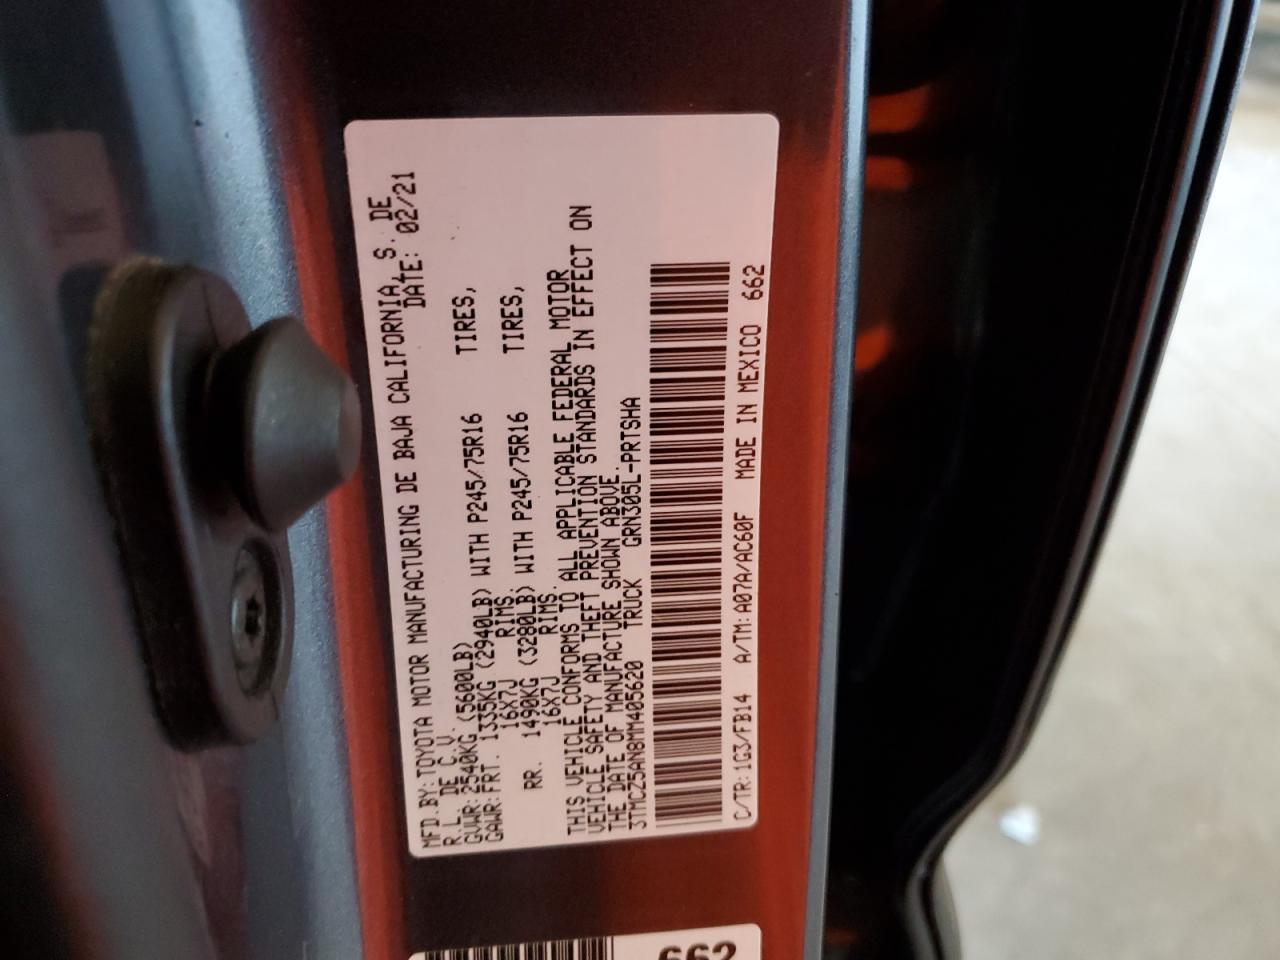 MFD.BY: TOYOTA MOTOR MANUFACTURING DE BAJA CALIFORNIA, S. DE
R.L. DE C.V. DATE: 02/21
GVWR: 2540KG (5600LB)
GAWR: FRT. 1335KG (2940LB) WITH P245/75R16 TIRES,
16X7J RIMS.
RR. 1490KG (3280LB) WITH P245/75R16 TIRES,
16X7J RIMS.
THIS VEHICLE CONFORMS TO ALL APPLICABLE FEDERAL MOTOR
VEHICLE SAFETY AND THEFT PREVENTION STANDARDS IN EFFECT ON
THE DATE OF MANUFACTURE SHOWN ABOVE.
3TMCZ5AN8MM405620 TRUCK GRN305L-PRTSHA
C/TR: 1G3/FB14 A/TM: A07A/AC60F MADE IN MEXICO 662
662